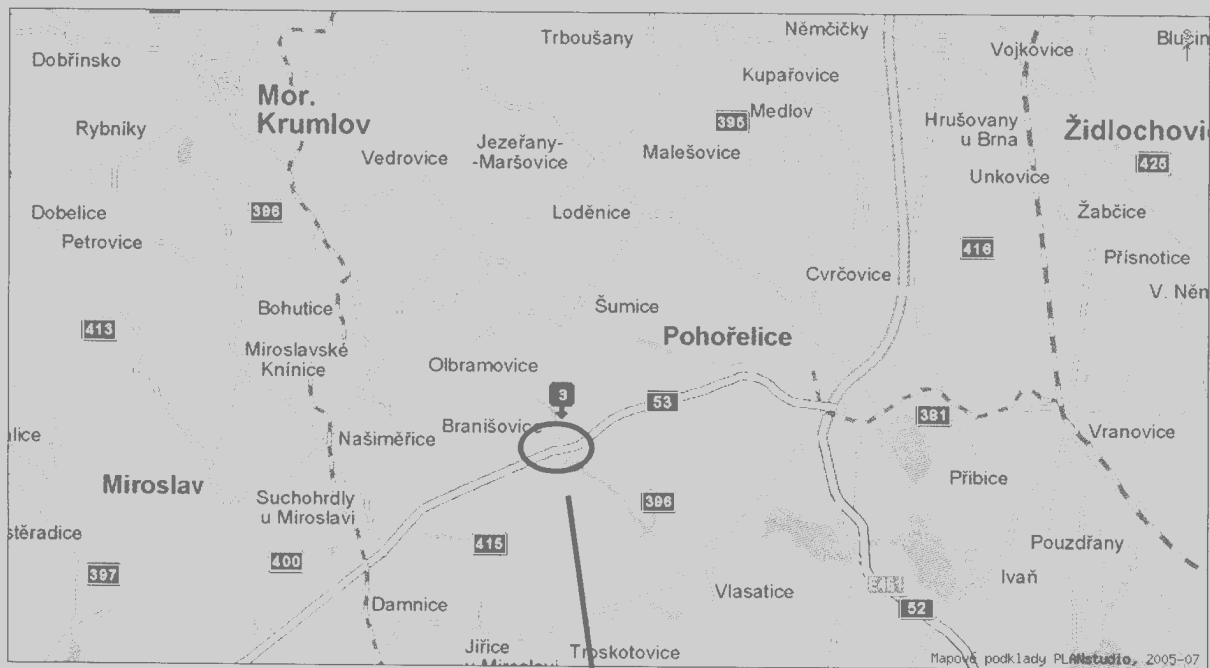 Němčičky
Trboušany
Vojkovice
Dobřínsko
Kupařovice
Mor.
Krumlov
Medlov
395
Hrušovany
u Brna
Židlochovi
Rybníky
Jezeřany-
-Maršovice
Vedrovice
Malešovice
425
Unkovice
Dobelice
396
Loděnice
Žabčice
Petrovice
416
Přísnotice
Cvrčovice
V. Něm
Bohutice
Šumice
413
Pohořelice
Miroslavské
Knínice
Olbramovice
3
53
381
Branišovice
Našiměřice
Vranovice
Miroslav
Přibice
Suchohrdly
u Miroslavi
396
415
Pouzdřany
400
397
Ivaň
Vlasatice
Damnice
52
Jiřice
u Miroslavi
Troskotovice
Mapové podklady PLANstudio, 2005-07